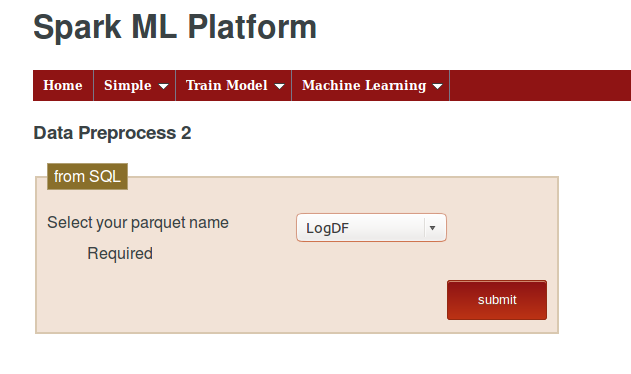 Spark ML Platform
Home Simple Train Model Machine Learning
Data Preprocess 2
from SQL
Select your parquet name LogDF
Required
submit